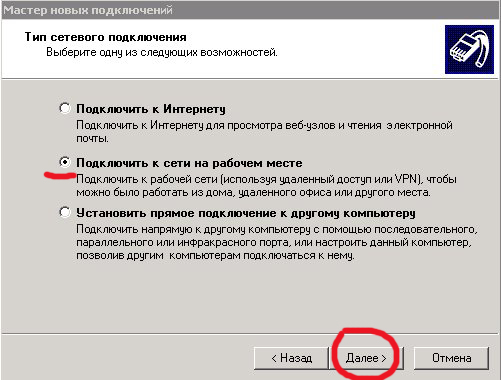 Мастер новых подключений
Тип сетевого подключения
Выберите одну из следующих возможностей.
Подключить к Интернету
Подключить к Интернету для просмотра веб-узлов и чтения электронной
почты.
Подключить к сети на рабочем месте
Подключить к рабочей сети (используя удаленный доступ или VPN), чтобы
можно было работать из дома, удаленного офиса или другого места.
Установить прямое подключение к другому компьютеру
Подключить напрямую к другому компьютеру с помощью последовательного,
параллельного или инфракрасного порта, или настроить данный компьютер,
позволив другим компьютерам подключаться к нему.
< Назад Далее > Отмена